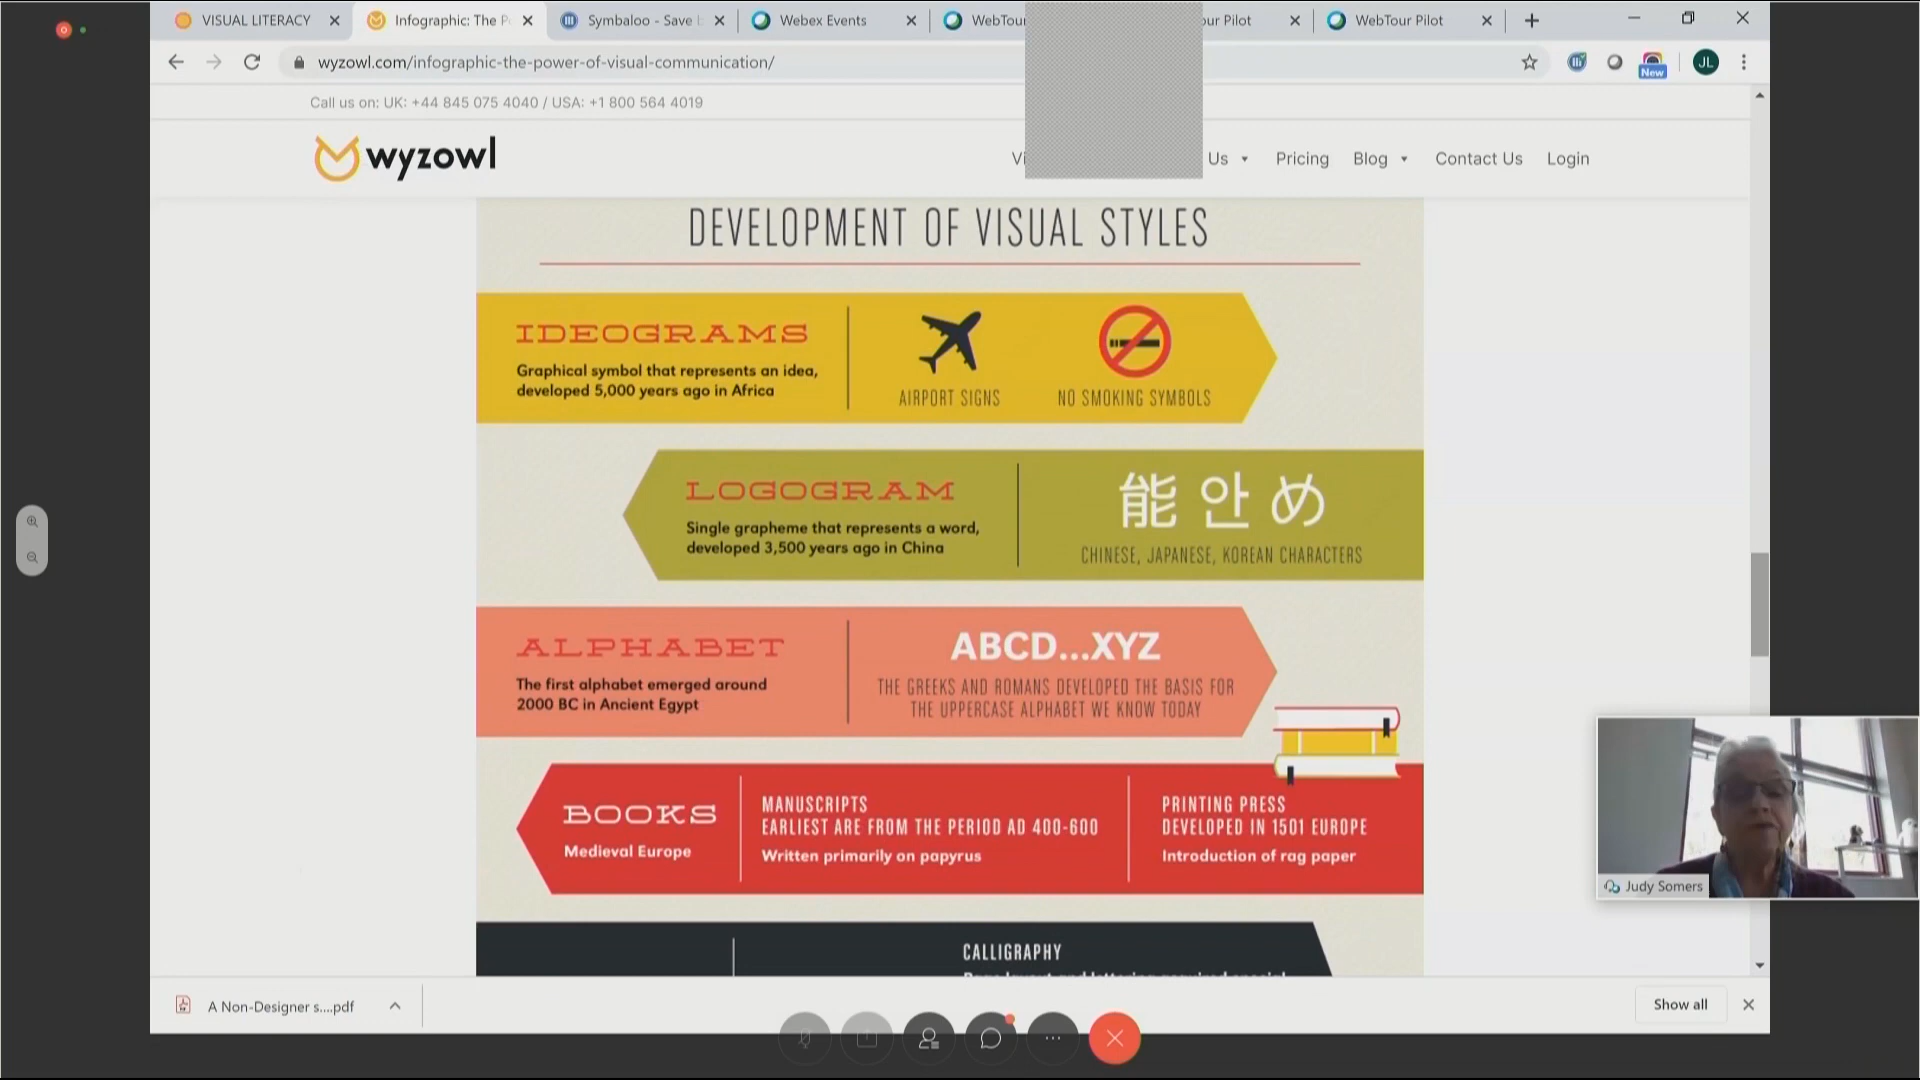 VISUAL LITERACY
Infographic: The P
Symbaloo - Save
Webex Events
WebTour
our Pilot
WebTour Pilot
wyzowl.com/infographic-the-power-of-visual-communication/
New
JL
Call us on: UK: +44 845 075 4040 / USA: +1 800 564 4019
wyzowl
Vi
Us
Pricing
Blog
Contact Us
Login
DEVELOPMENT OF VISUAL STYLES
IDEOGRAMS
Graphical symbol that represents an idea,
developed 5,000 years ago in Africa
AIRPORT SIGNS
NO SMOKING SYMBOLS
LOGOGRAM
Single grapheme that represents a word,
developed 3,500 years ago in China
能 안 め
CHINESE, JAPANESE, KOREAN CHARACTERS
ALPHABET
The first alphabet emerged around
2000 BC in Ancient Egypt
ABCD...XYZ
THE GREEKS AND ROMANS DEVELOPED THE BASIS FOR
THE UPPERCASE ALPHABET WE KNOW TODAY
BOOKS
Medieval Europe
MANUSCRIPTS
EARLIEST ARE FROM THE PERIOD AD 400-600
Written primarily on papyrus
PRINTING PRESS
DEVELOPED IN 1501 EUROPE
Introduction of rag paper
Judy Somers
CALLIGRAPHY
A Non-Designer s....pdf
Show all